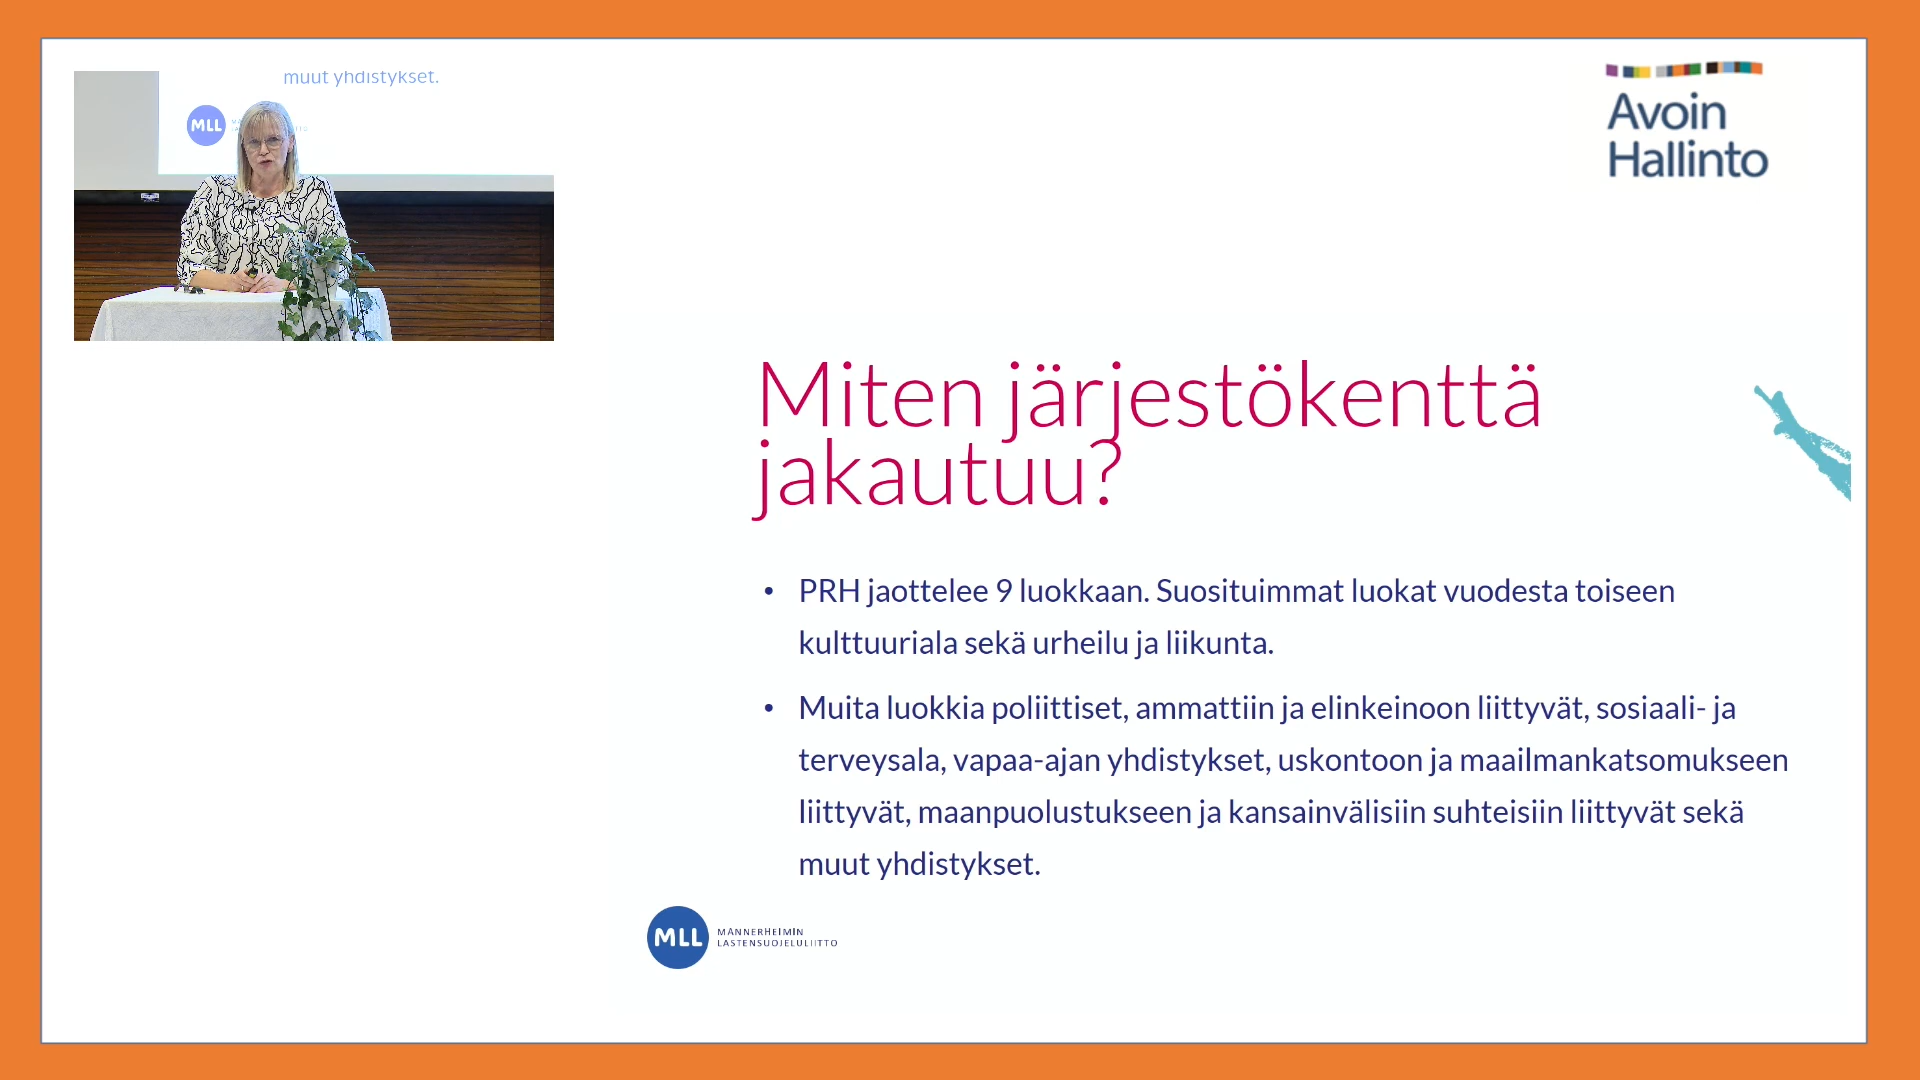 muut yhdistykset.
MLL
Avoin
Hallinto
Miten järjestökenttä
jakautuu?
• PRH jaottelee 9 luokkaan. Suosituimmat luokat vuodesta toiseen
kulttuuriala sekä urheilu ja liikunta.
• Muita luokkia poliittiset, ammattiin ja elinkeinoon liittyvät, sosiaali- ja
terveysala, vapaa-ajan yhdistykset, uskontoon ja maailmankatsomukseen
liittyvät, maanpuolustukseen ja kansainvälisiin suhteisiin liittyvät sekä
muut yhdistykset.
MLL
MANNERHEIMIN
LASTENSUOJELULIITTO